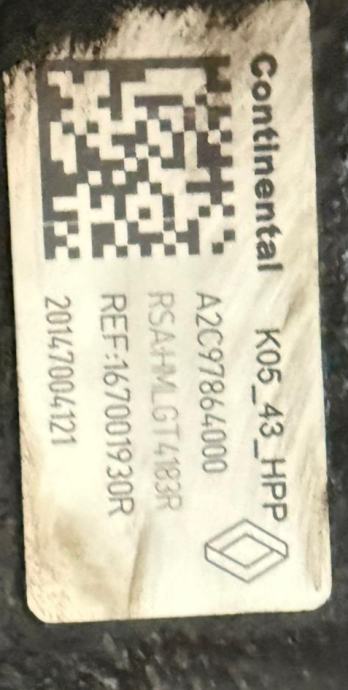 Continental K05_43_HPP
A2C97864000
RSAHMLGT4183R
REF:167001930R
20147004121